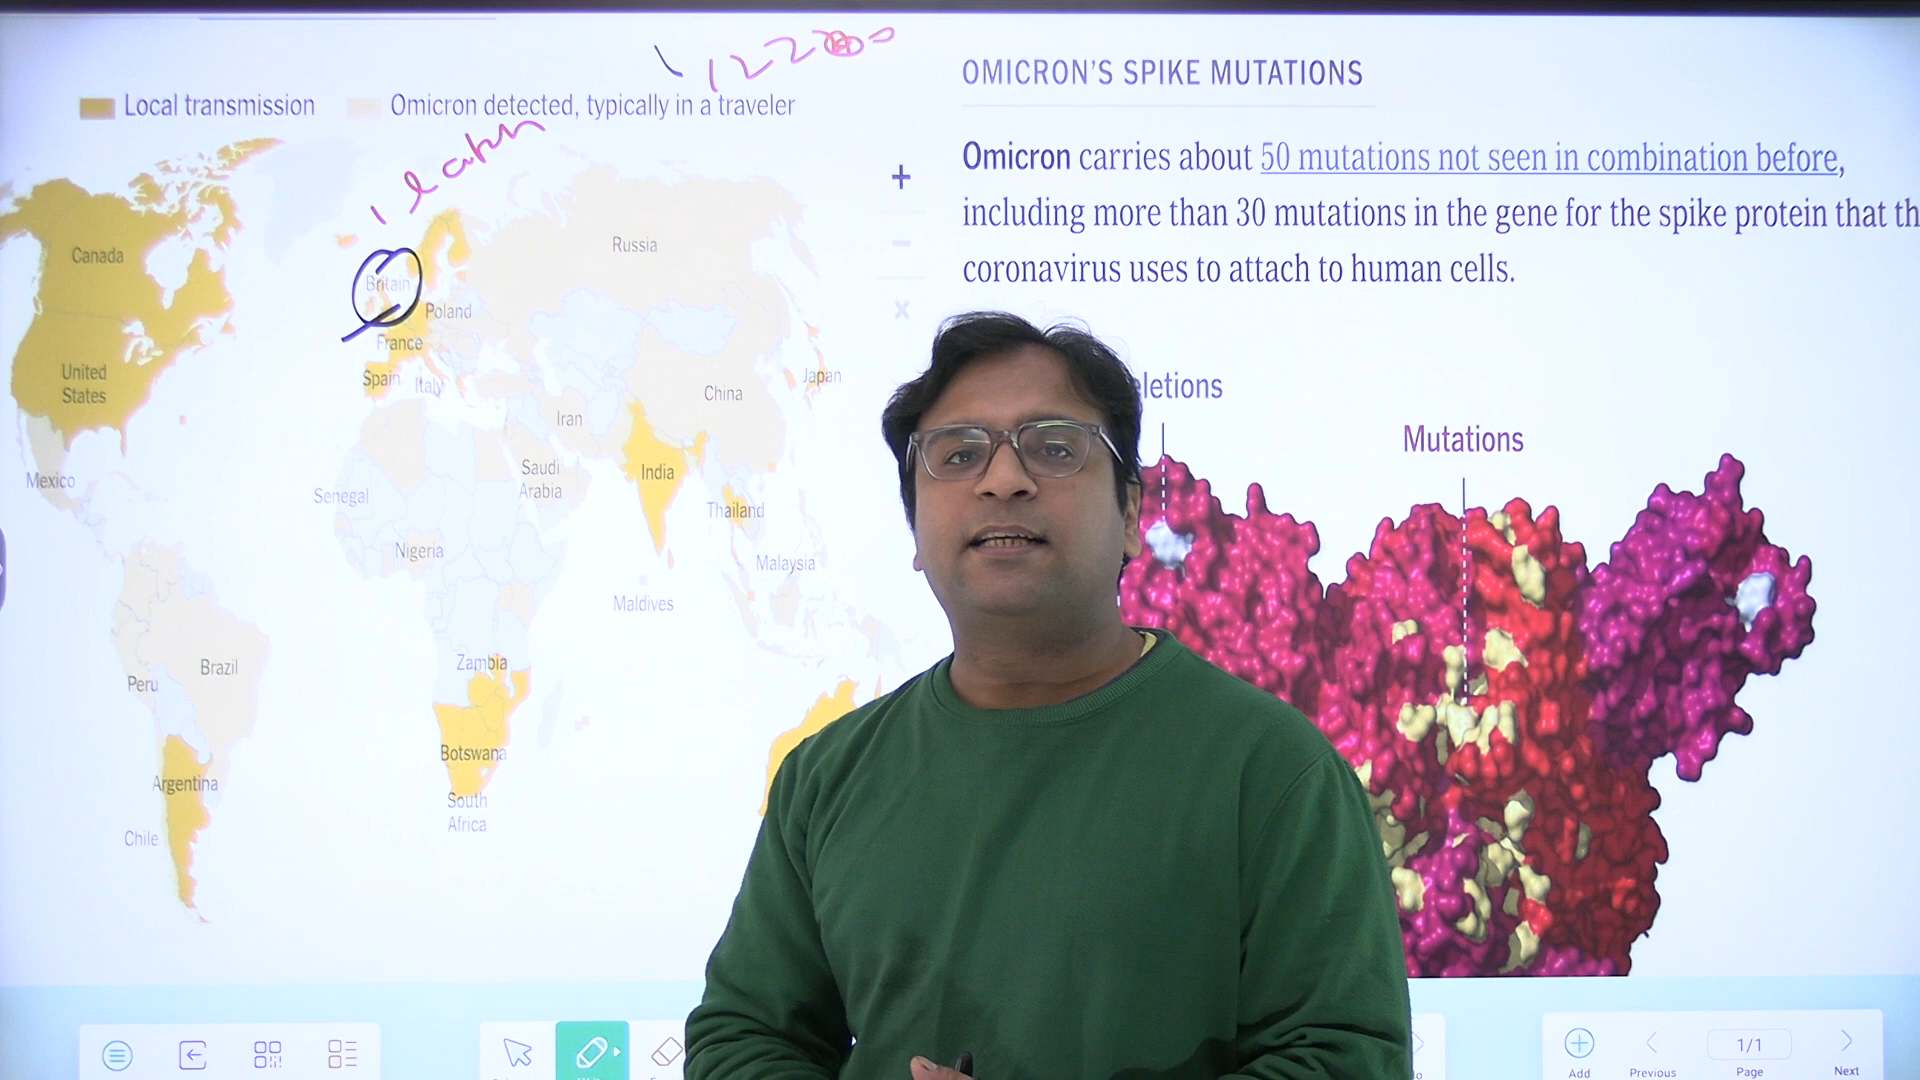 Local transmission
Omicron detected, typically in a traveler
Canada
United
States
Mexico
Brazil
Peru
Argentina
Chile
Britain
Poland
France
Spain
Italy
Russia
China
Japan
Iran
Saudi
Arabia
India
Thailand
Malaysia
Maldives
Senegal
Nigeria
Zambia
Botswana
South
Africa
OMICRON'S SPIKE MUTATIONS
Omicron carries about 50 mutations not seen in combination before,
including more than 30 mutations in the gene for the spike protein that th
coronavirus uses to attach to human cells.
eletions
Mutations
Add
Previous
1/1
Page
Next